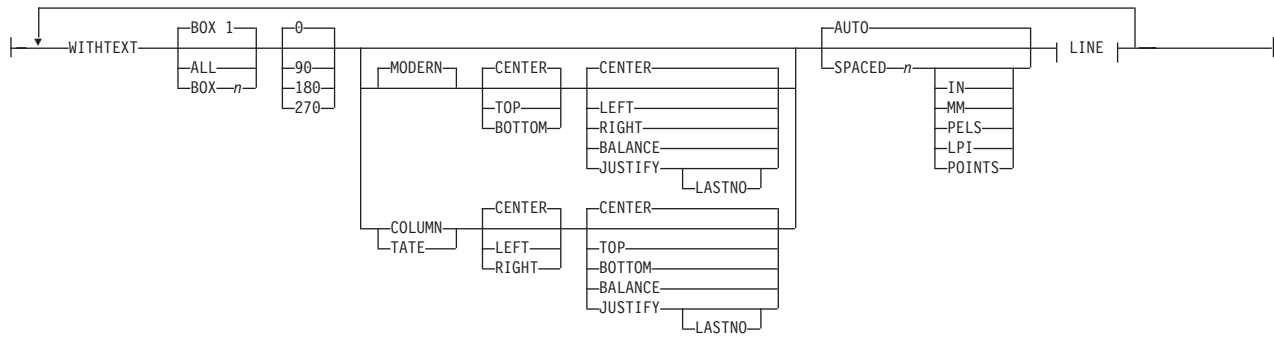 BOX 1 0 AUTO
WITHTEXT LINE
ALL 90 MODERN CENTER CENTER SPACED n
BOX n 180 TOP LEFT IN
270 BOTTOM RIGHT MM
BALANCE PELS
JUSTIFY LPI
LASTNO POINTS
CENTER CENTER
COLUMN
TATE LEFT TOP
RIGHT BOTTOM
BALANCE
JUSTIFY
LASTNO